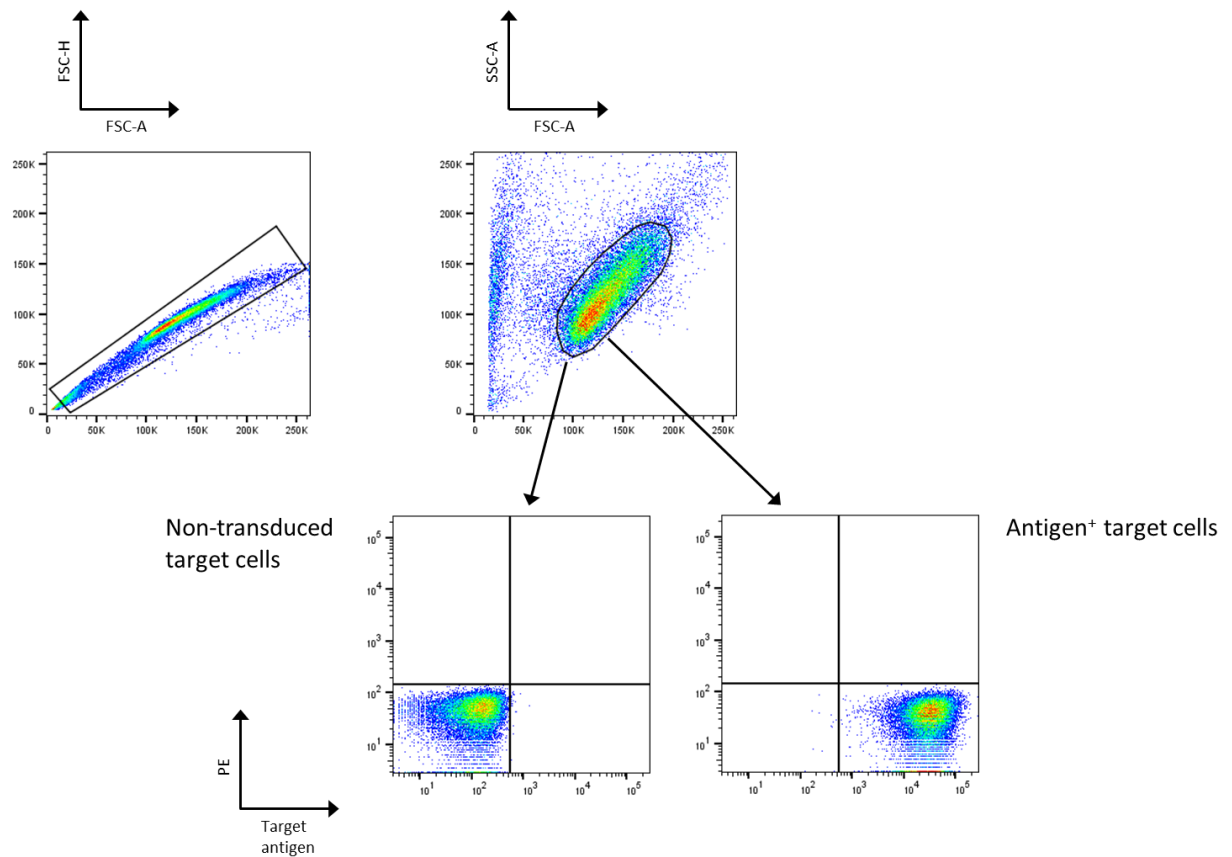 FSC-H
FSC-A
SSC-A
FSC-A
250K
200K
150K
100K
50K
0
0 50K 100K 150K 200K 250K
250K
200K
150K
100K
50K
0
0 50K 100K 150K 200K 250K
Non-transduced
target cells
10⁵
10⁴
10³
10²
10¹
10¹ 10² 10³ 10⁴ 10⁵
10⁵
10⁴
10³
10²
10¹
10¹ 10² 10³ 10⁴ 10⁵
Antigen⁺ target cells
PE
Target
antigen